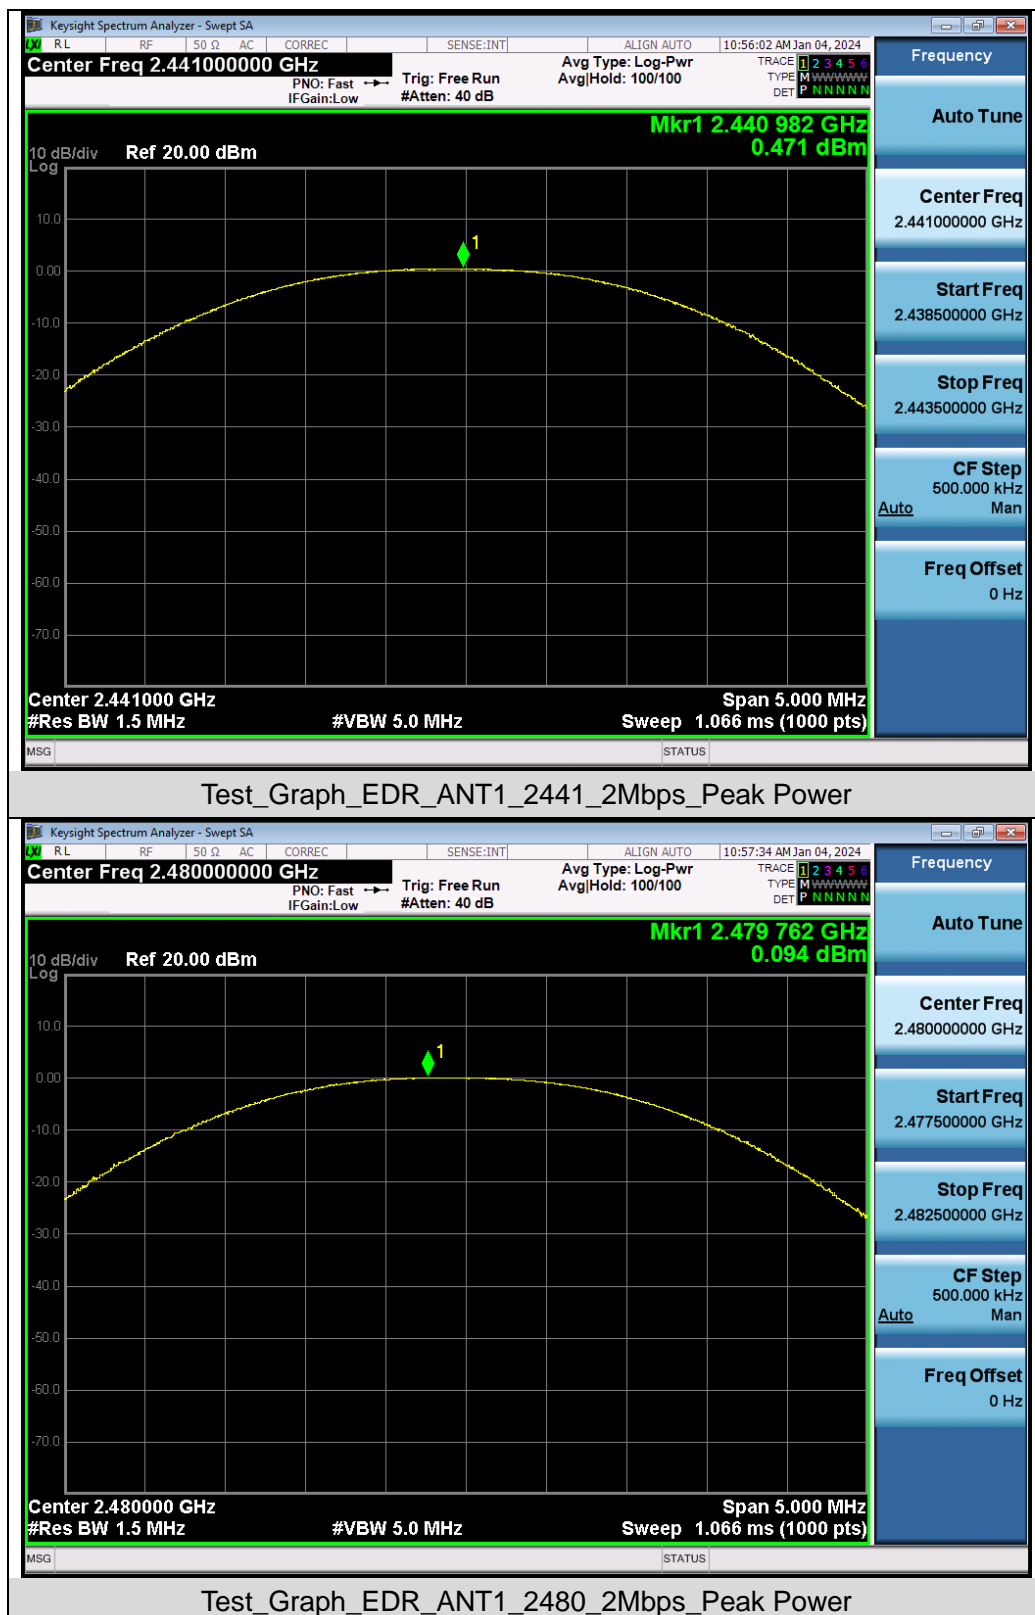 Keysight Spectrum Analyzer - Swept SA
LXI RL RF 50 Ω AC CORREC SENSE:INT ALIGN AUTO 10:56:02 AM Jan 04, 2024
Center Freq 2.441000000 GHz
PNO: Fast
IFGain:Low
Trig: Free Run
#Atten: 40 dB
Avg Type: Log-Pwr
Avg|Hold: 100/100
TRACE 1 2 3 4 5 6
TYPE M WWWWW
DET P N N N N N
Mkr1 2.440 982 GHz
0.471 dBm
10 dB/div Ref 20.00 dBm
Log
10.0
0.00
-10.0
-20.0
-30.0
-40.0
-50.0
-60.0
-70.0
1
Center 2.441000 GHz Span 5.000 MHz
#Res BW 1.5 MHz #VBW 5.0 MHz Sweep 1.066 ms (1000 pts)
MSG STATUS
Frequency
Auto Tune
Center Freq
2.441000000 GHz
Start Freq
2.438500000 GHz
Stop Freq
2.443500000 GHz
CF Step
500.000 kHz
Auto Man
Freq Offset
0 Hz
Test_Graph_EDR_ANT1_2441_2Mbps_Peak Power
Keysight Spectrum Analyzer - Swept SA
LXI RL RF 50 Ω AC CORREC SENSE:INT ALIGN AUTO 10:57:34 AM Jan 04, 2024
Center Freq 2.480000000 GHz
PNO: Fast
IFGain:Low
Trig: Free Run
#Atten: 40 dB
Avg Type: Log-Pwr
Avg|Hold: 100/100
TRACE 1 2 3 4 5 6
TYPE M WWWWW
DET P N N N N N
Mkr1 2.479 762 GHz
0.094 dBm
10 dB/div Ref 20.00 dBm
Log
10.0
0.00
-10.0
-20.0
-30.0
-40.0
-50.0
-60.0
-70.0
1
Center 2.480000 GHz Span 5.000 MHz
#Res BW 1.5 MHz #VBW 5.0 MHz Sweep 1.066 ms (1000 pts)
MSG STATUS
Frequency
Auto Tune
Center Freq
2.480000000 GHz
Start Freq
2.477500000 GHz
Stop Freq
2.482500000 GHz
CF Step
500.000 kHz
Auto Man
Freq Offset
0 Hz
Test_Graph_EDR_ANT1_2480_2Mbps_Peak Power